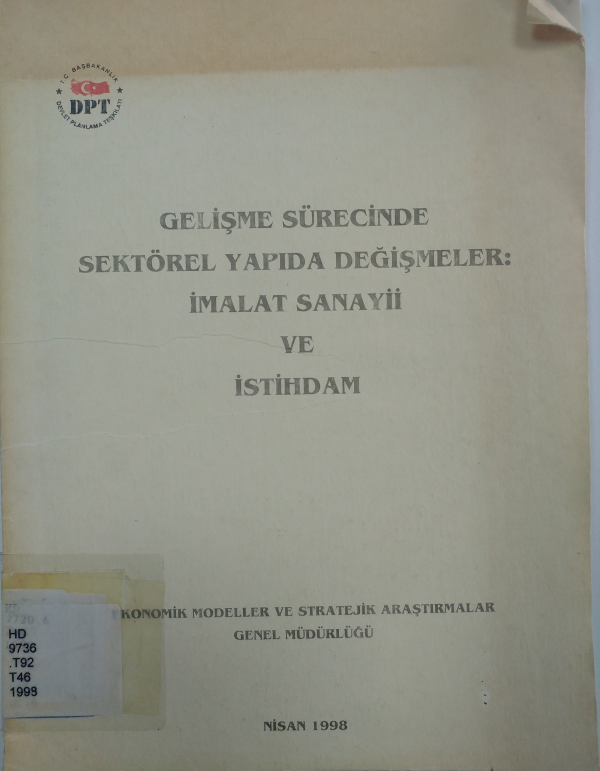 T.C. BAŞBAKANLIK
DPT
DEVLET PLANLAMA TEŞKİLATI
GELİŞME SÜRECİNDE
SEKTÖREL YAPIDA DEĞİŞMELER:
İMALAT SANAYİİ
VE
İSTİHDAM
KONOMİK MODELLER VE STRATEJİK ARAŞTIRMALAR
GENEL MÜDÜRLÜĞÜ
HD
9736
.T92
T46
1998
NİSAN 1998